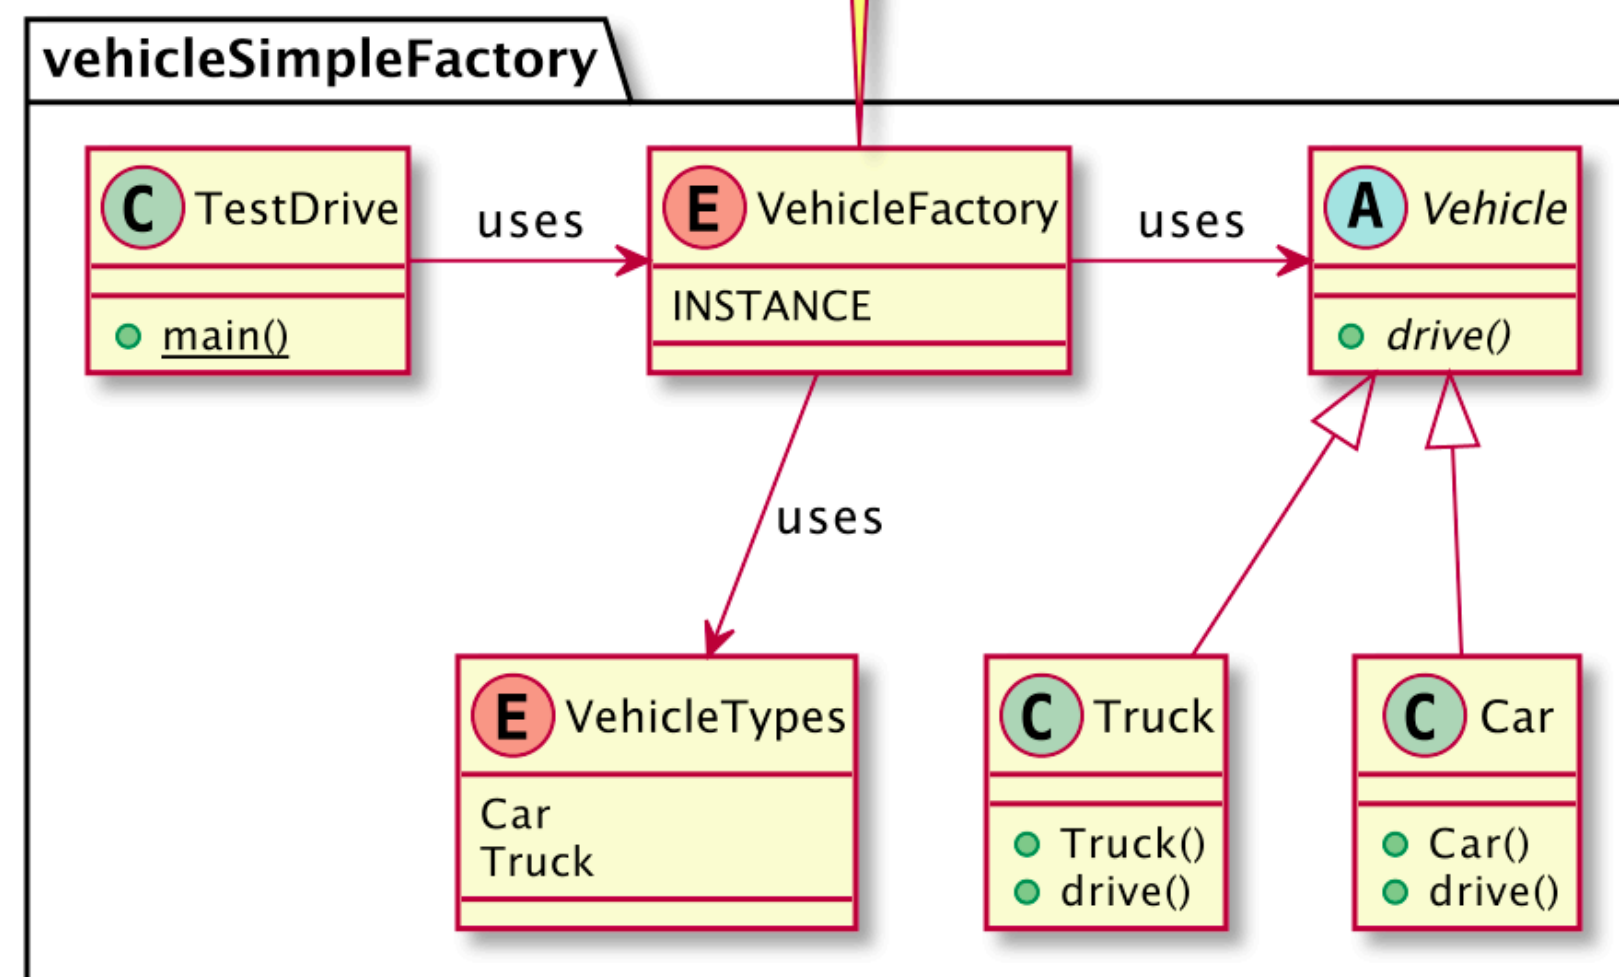 vehicleSimpleFactory
C TestDrive
main()
uses
E VehicleFactory
INSTANCE
uses
A Vehicle
drive()
uses
E VehicleTypes
Car
Truck
C Truck
Truck()
drive()
C Car
Car()
drive()